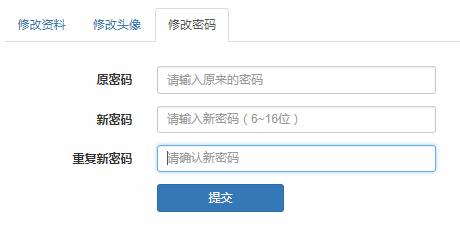 修改资料 修改头像 修改密码
原密码 请输入原来的密码
新密码 请输入新密码（6~16位）
重复新密码 请确认新密码
提交